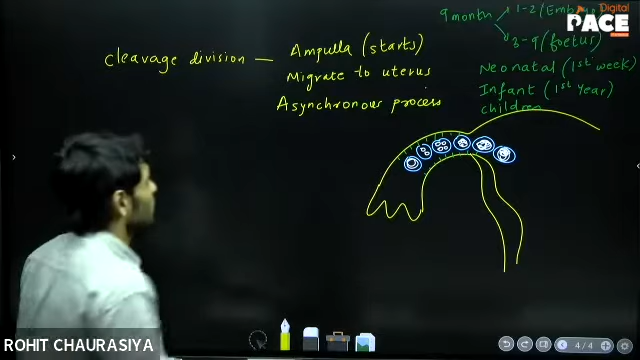 Digital
PACE
9 month
1-2 (Embryo
3-9 (foetus)
cleavage division — Ampulla (starts)
Migrate to uterus
Asynchronous process
Neonatal (1st week)
Infant (1st year)
children
ROHIT CHAURASIYA
4/4